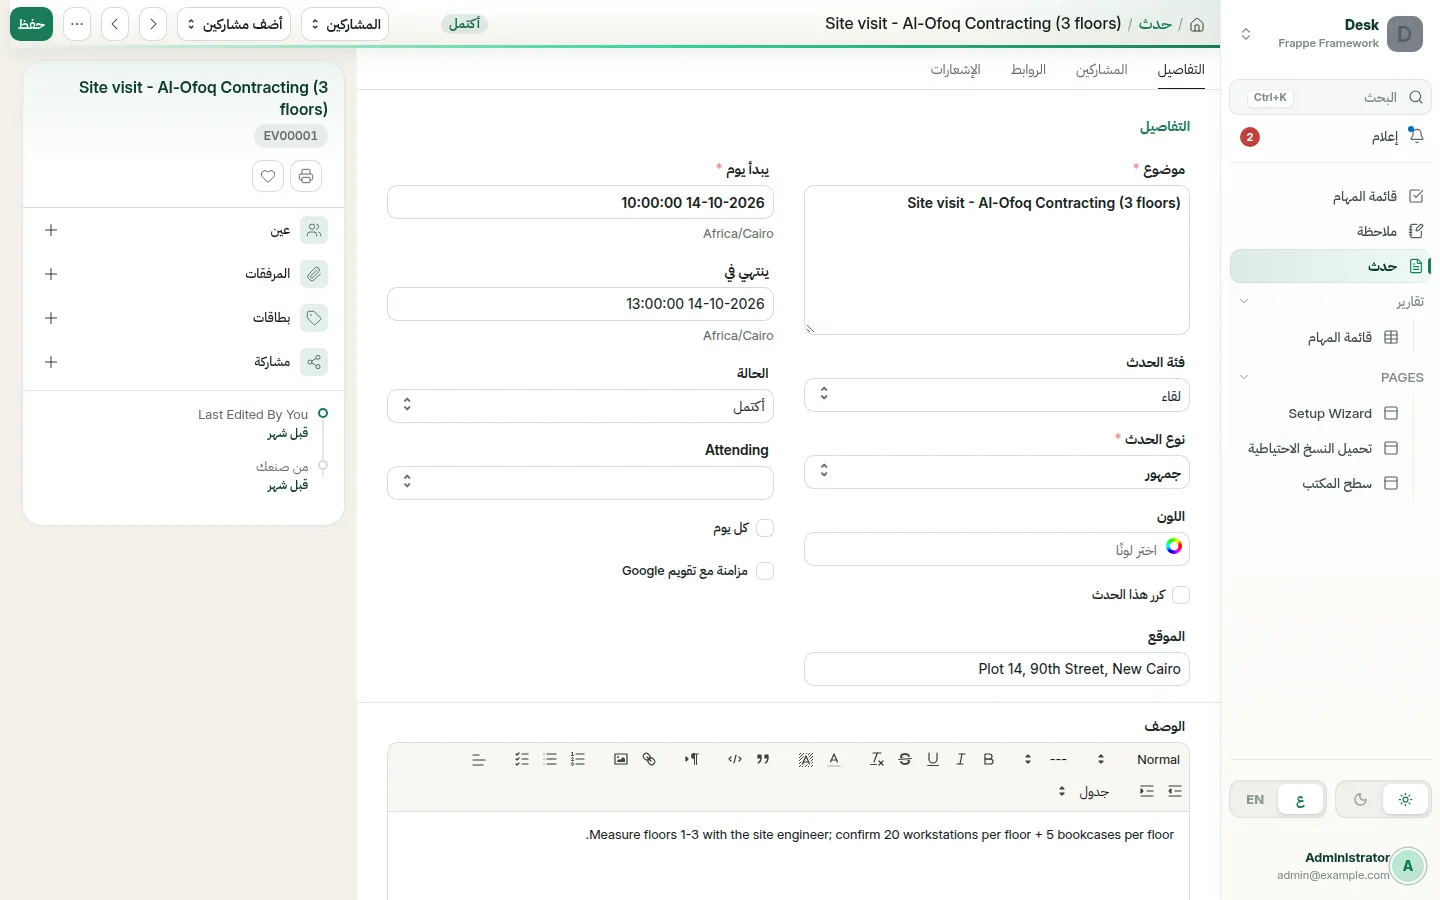 Desk
Frappe Framework
البحث
Ctrl+K
إعلام
2
قائمة المهام
ملاحظة
حدث
تقارير
قائمة المهام
PAGES
Setup Wizard
تحميل النسخ الاحتياطية
سطح المكتب
ع
EN
Administrator
admin@example.com
A
D
حدث / Site visit - Al-Ofoq Contracting (3 floors)
أكتمل
المشاركين
أضف مشاركين
حفظ
التفاصيل
المشاركين
الروابط
الإشعارات
التفاصيل
موضوع *
Site visit - Al-Ofoq Contracting (3 floors)
فئة الحدث
لقاء
نوع الحدث *
جمهور
اللون
اختر لونًا
كرر هذا الحدث
الموقع
Plot 14, 90th Street, New Cairo
يبدأ يوم *
14-10-2026 10:00:00
Africa/Cairo
ينتهي في
14-10-2026 13:00:00
Africa/Cairo
الحالة
أكتمل
Attending
كل يوم
مزامنة مع تقويم Google
الوصف
Normal
---
جدول
Measure floors 1-3 with the site engineer; confirm 20 workstations per floor + 5 bookcases per floor.
Site visit - Al-Ofoq Contracting (3
floors)
EV00001
عين
المرفقات
بطاقات
مشاركة
Last Edited By You
قبل شهر
من صنعك
قبل شهر